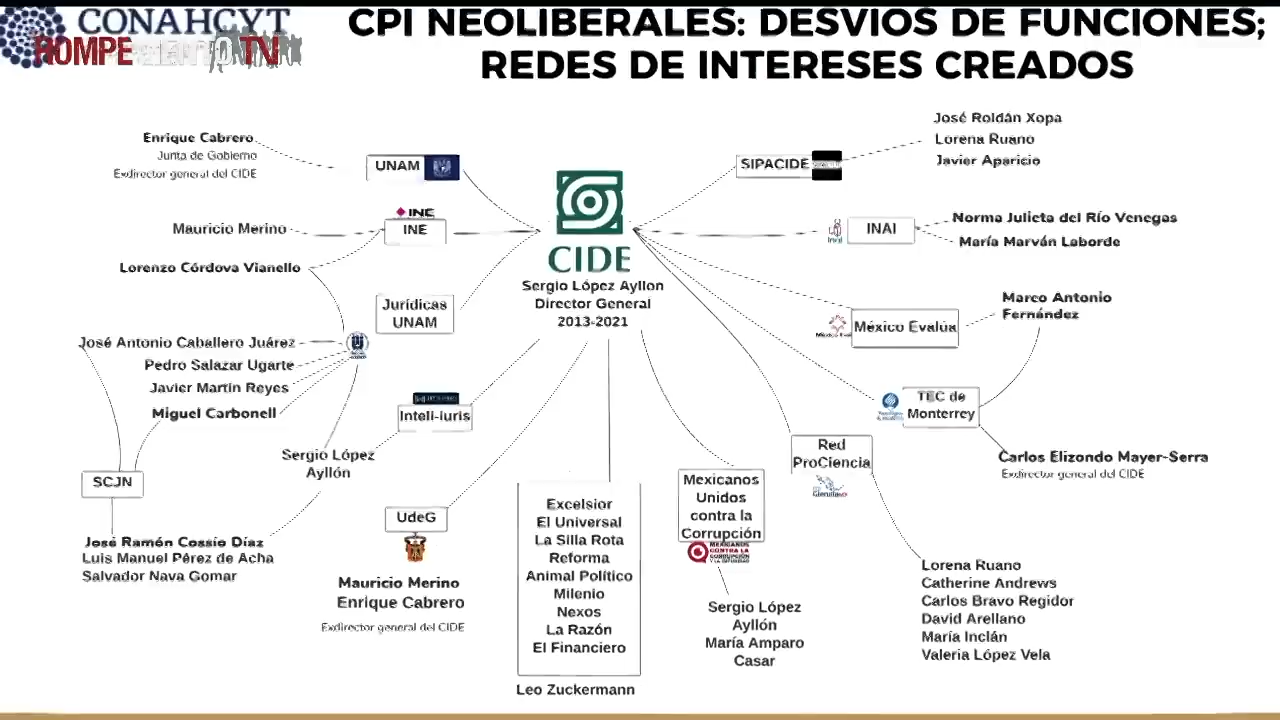 CONAHCYT
ROMPEVIENTO TV
CPI NEOLIBERALES: DESVIOS DE FUNCIONES;
REDES DE INTERESES CREADOS
Enrique Cabrero
Junta de Gobierno
Exdirector general del CIDE
UNAM
Mauricio Merino
INE
INE
Lorenzo Córdova Vianello
Jurídicas
UNAM
José Antonio Caballero Juárez
Pedro Salazar Ugarte
Javier Martín Reyes
Miguel Carbonell
Inteli-iuris
Sergio López
Ayllón
SCJN
José Ramón Cossío Díaz
Luis Manuel Pérez de Acha
Salvador Nava Gomar
UdeG
Mauricio Merino
Enrique Cabrero
Exdirector general del CIDE
CIDE
Sergio López Ayllon
Director General
2013-2021
Excelsior
El Universal
La Silla Rota
Reforma
Animal Político
Milenio
Nexos
La Razón
El Financiero
Leo Zuckermann
SIPACIDE
José Roldán Xopa
Lorena Ruano
Javier Aparicio
inai
INAI
Norma Julieta del Río Venegas
María Marván Laborde
México Evalúa
Marco Antonio
Fernández
TEC de
Monterrey
Carlos Elizondo Mayer-Serra
Exdirector general del CIDE
Red
ProCiencia
Mexicanos
Unidos
contra la
Corrupción
MEXICANOS
CONTRA LA
CORRUPCIÓN
Sergio López
Ayllón
María Amparo
Casar
Lorena Ruano
Catherine Andrews
Carlos Bravo Regidor
David Arellano
María Inclán
Valeria López Vela